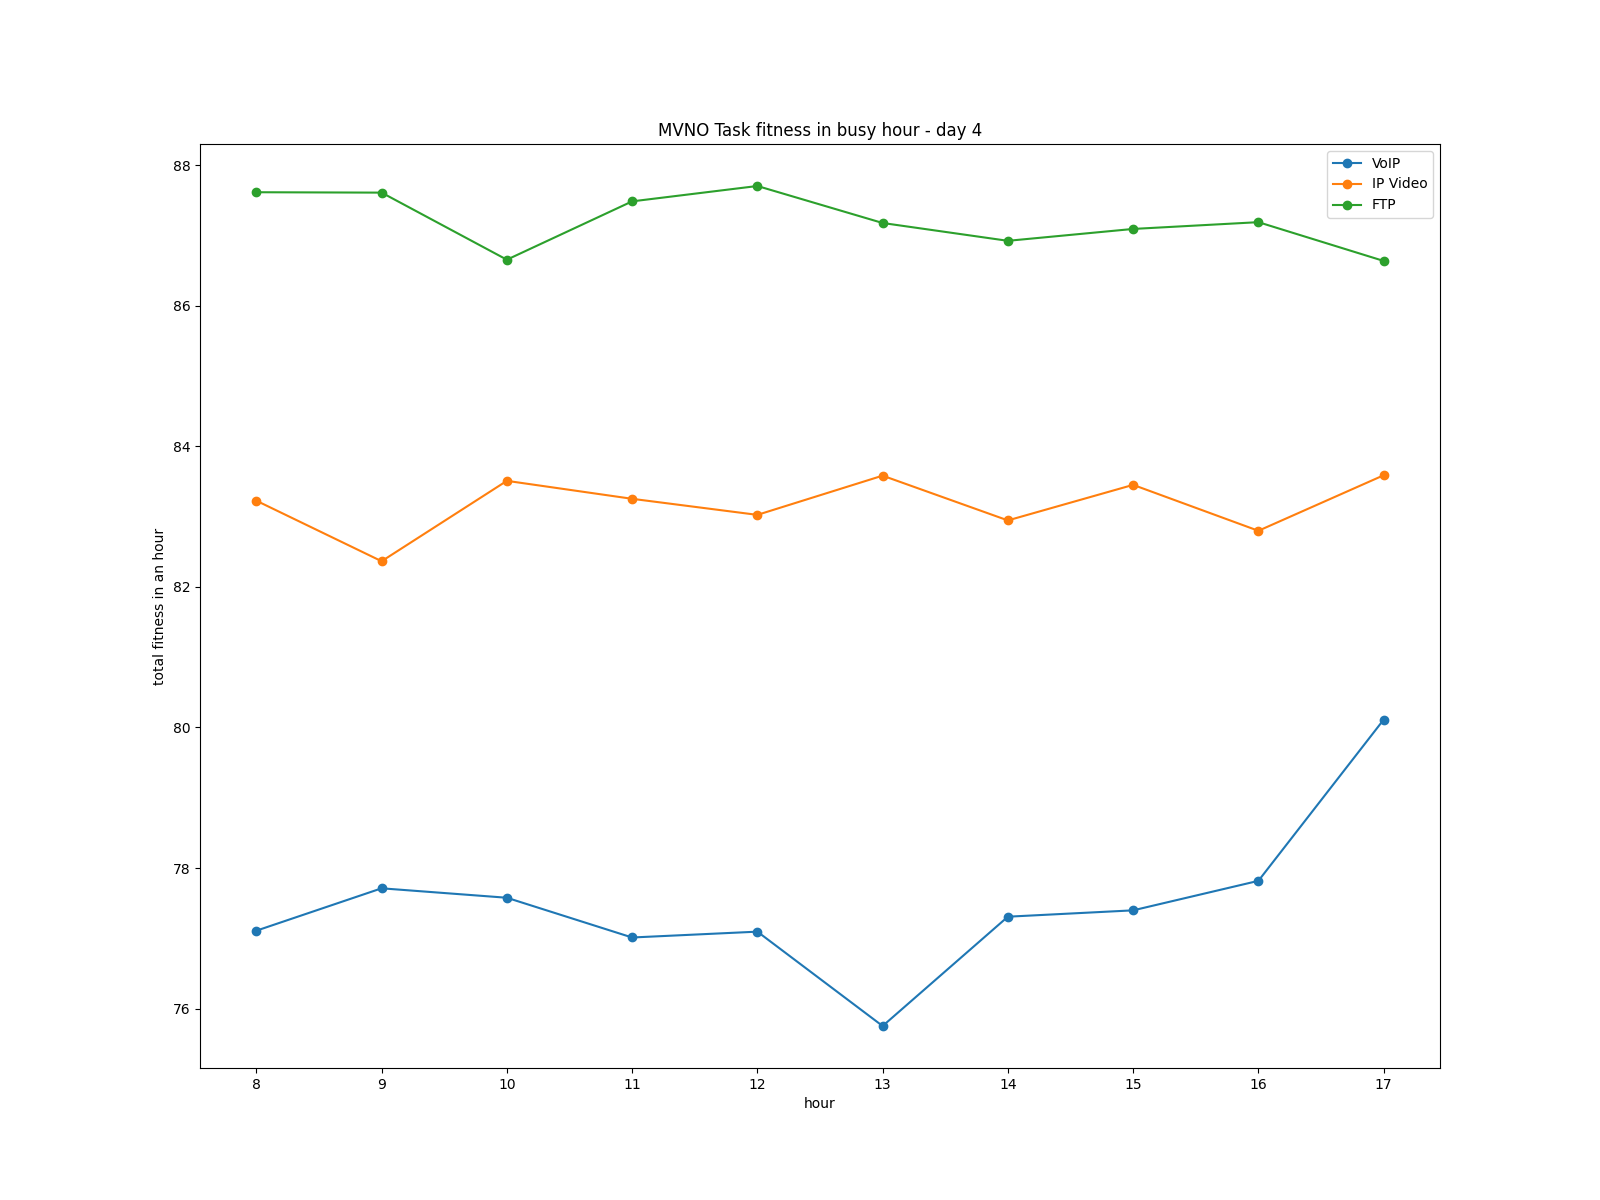 MVNO Task fitness in busy hour - day 4
VoIP
IP Video
FTP
88
86
84
82
80
78
76
total fitness in an hour
8 9 10 11 12 13 14 15 16 17
hour